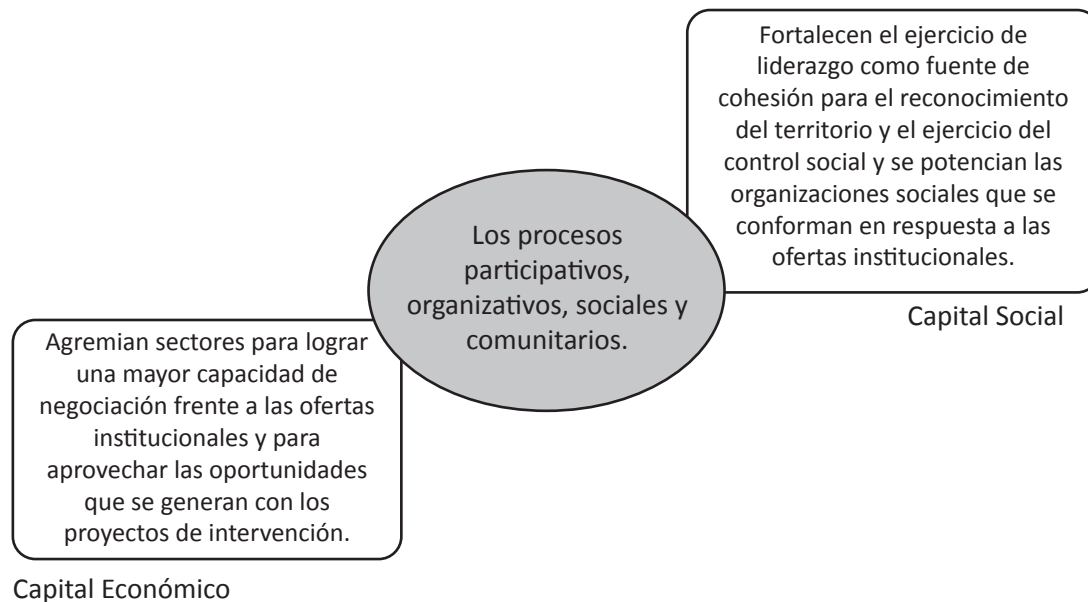 Fortalecen el ejercicio de
liderazgo como fuente de
cohesión para el reconocimiento
del territorio y el ejercicio del
control social y se potencian las
organizaciones sociales que se
conforman en respuesta a las
ofertas institucionales.
Capital Social
Los procesos
participativos,
organizativos, sociales y
comunitarios.
Agremian sectores para lograr
una mayor capacidad de
negociación frente a las ofertas
institucionales y para
aprovechar las oportunidades
que se generan con los
proyectos de intervención.
Capital Económico